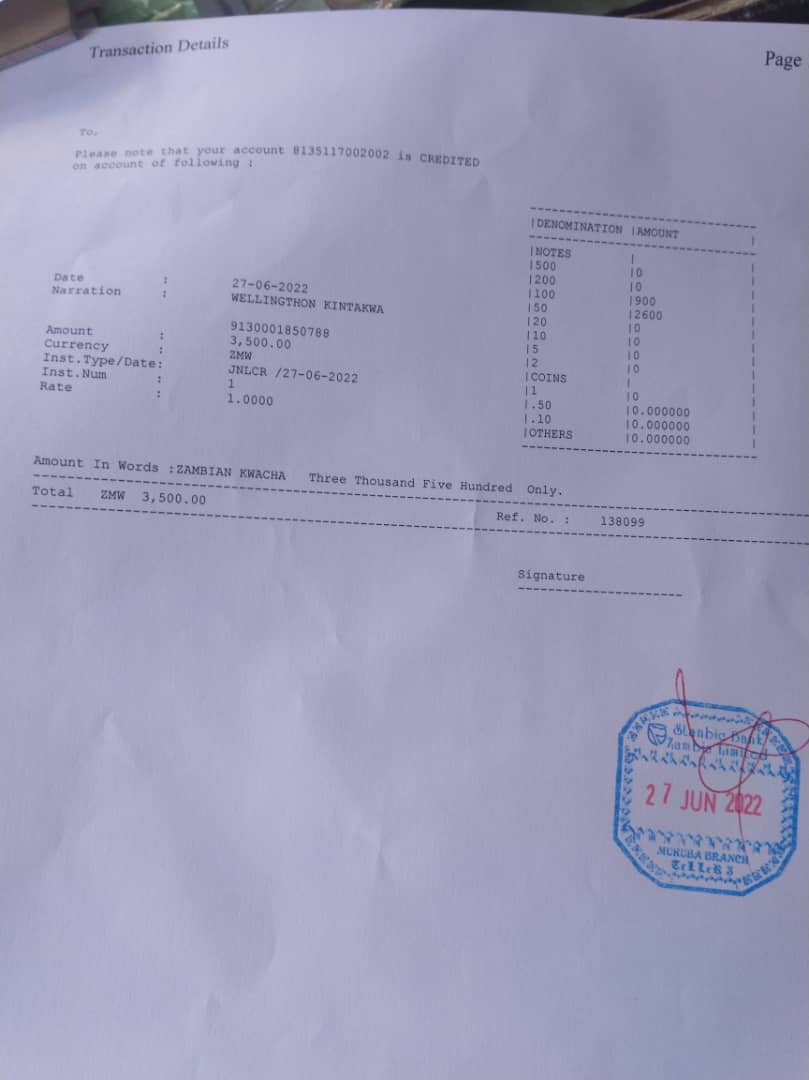 Transaction Details
Page
To,
Please note that your account 8135117002002 is CREDITED
on account of following :
|DENOMINATION |AMOUNT |
|NOTES | |
|500 |0 |
|200 |0 |
|100 |900 |
|50 |2600 |
|20 |0 |
|10 |0 |
|5 |0 |
|2 |0 |
|COINS | |
|1 |0 |
|.50 |0.000000 |
|.10 |0.000000 |
|OTHERS |0.000000 |
Date : 27-06-2022
Narration : WELLINGTHON KINTAKWA
9130001850788
Amount : 3,500.00
Currency : ZMW
Inst.Type/Date: JNLCR /27-06-2022
Inst.Num : 1
Rate : 1.0000
Amount In Words :ZAMBIAN KWACHA Three Thousand Five Hundred Only.
Total ZMW 3,500.00 Ref. No. : 138099
Signature
Stanbic Bank
Zambia Limited
27 JUN 2022
MUKUBA BRANCH
TeLLeR 3